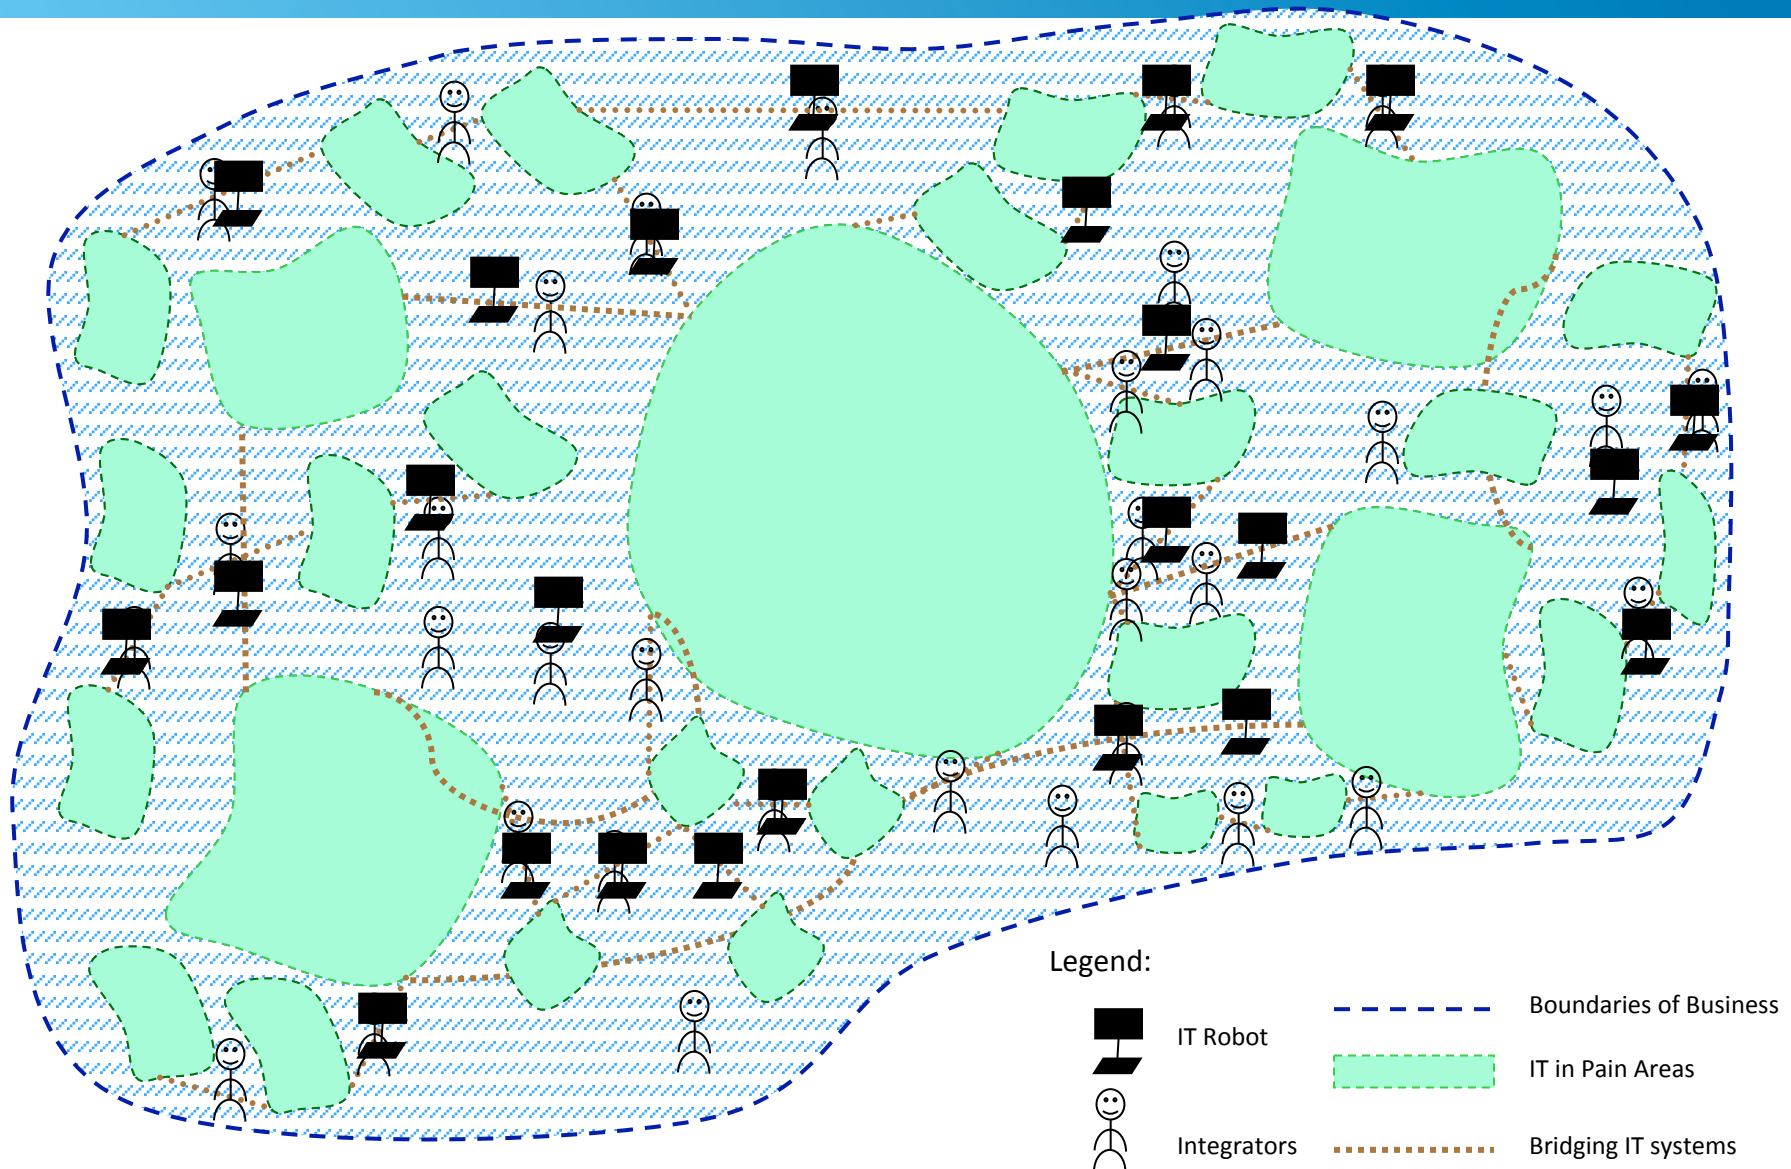 Legend:
IT Robot
Integrators
Boundaries of Business
IT in Pain Areas
Bridging IT systems